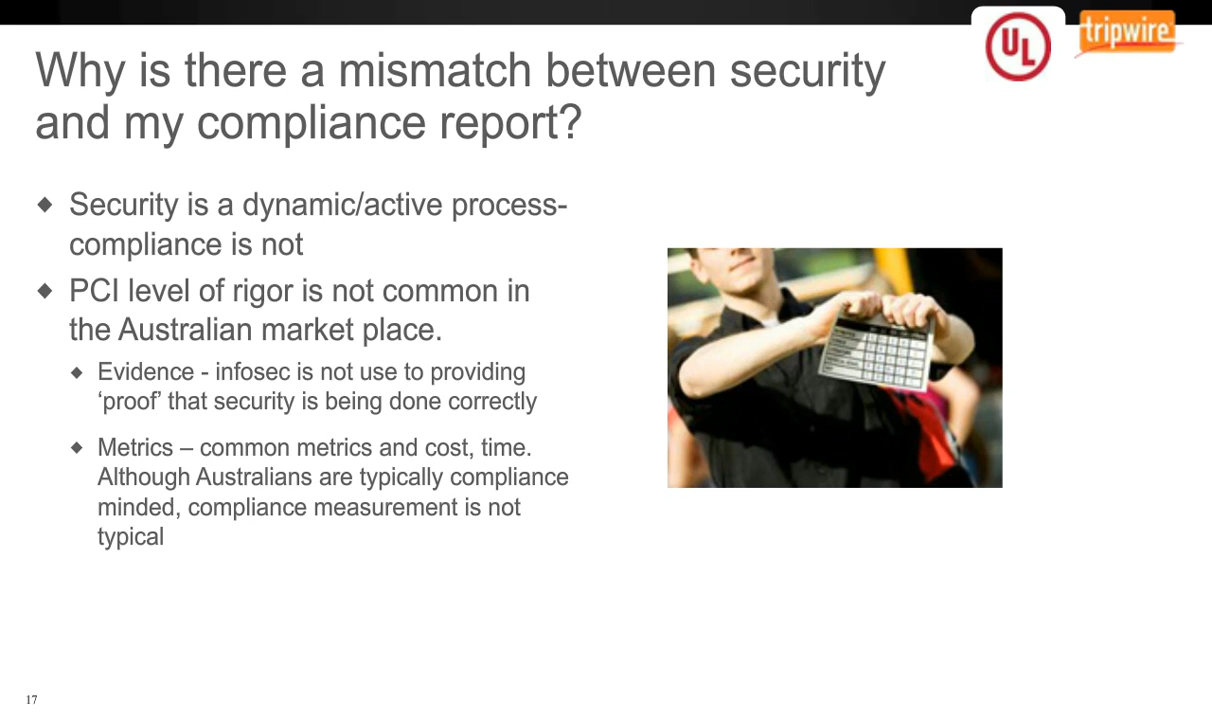 UL
tripwire
Why is there a mismatch between security
and my compliance report?
Security is a dynamic/active process-
compliance is not
PCI level of rigor is not common in
the Australian market place.
Evidence - infosec is not use to providing
‘proof’ that security is being done correctly
Metrics – common metrics and cost, time.
Although Australians are typically compliance
minded, compliance measurement is not
typical
17